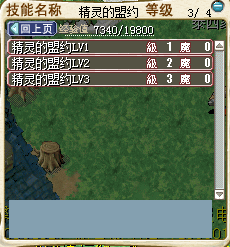 技能名称 精灵的盟约 等级
3/ 4
回上页 经验值 7340/19800
精灵的盟约LV1 級 1 魔 0
精灵的盟约LV2 級 2 魔 0
精灵的盟约LV3 級 3 魔 0